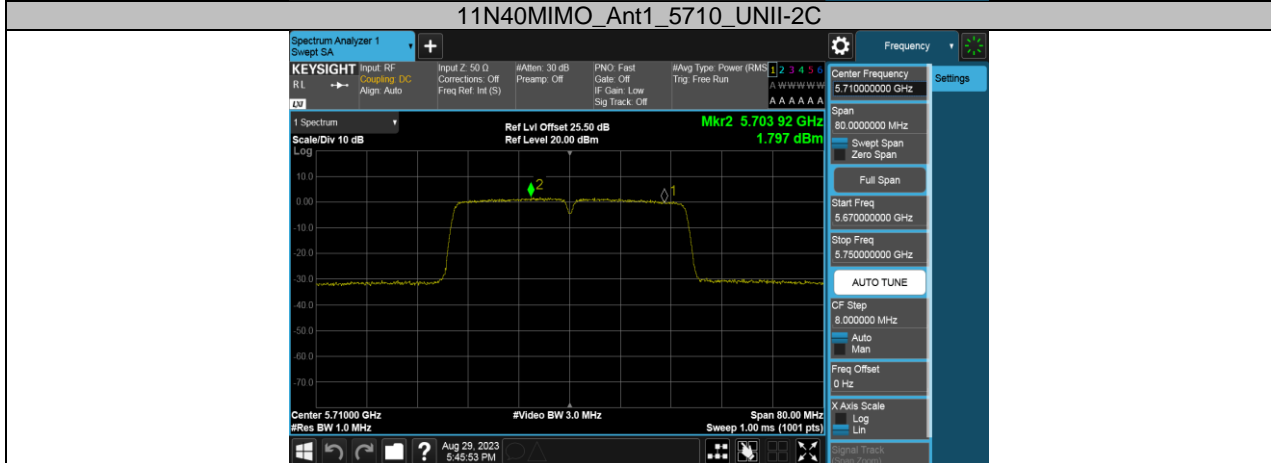 11N40MIMO_Ant1_5710_UNII-2C
Spectrum Analyzer 1
Swept SA
+
Frequency
KEYSIGHT
Input: RF
Input Z: 50 Ω
#Atten: 30 dB
PNO: Fast
#Avg Type: Power (RMS
1 2 3 4 5 6
RL
Coupling: DC
Corrections: Off
Preamp: Off
Gate: Off
Trig: Free Run
A W W W W W
Align: Auto
Freq Ref: Int (S)
IF Gain: Low
Sig Track: Off
A A A A A A
LXI
1 Spectrum
Scale/Div 10 dB
Log
Ref Lvl Offset 25.50 dB
Ref Level 20.00 dBm
Mkr2 5.703 92 GHz
1.797 dBm
10.0
0.00
-10.0
-20.0
-30.0
-40.0
-50.0
-60.0
-70.0
2
1
Center 5.71000 GHz
#Video BW 3.0 MHz
Span 80.00 MHz
#Res BW 1.0 MHz
Sweep 1.00 ms (1001 pts)
?
Aug 29, 2023
5:45:53 PM
Center Frequency
5.710000000 GHz
Settings
Span
80.0000000 MHz
Swept Span
Zero Span
Full Span
Start Freq
5.670000000 GHz
Stop Freq
5.750000000 GHz
AUTO TUNE
CF Step
8.000000 MHz
Auto
Man
Freq Offset
0 Hz
X Axis Scale
Log
Lin
Signal Track
(Span Zoom)